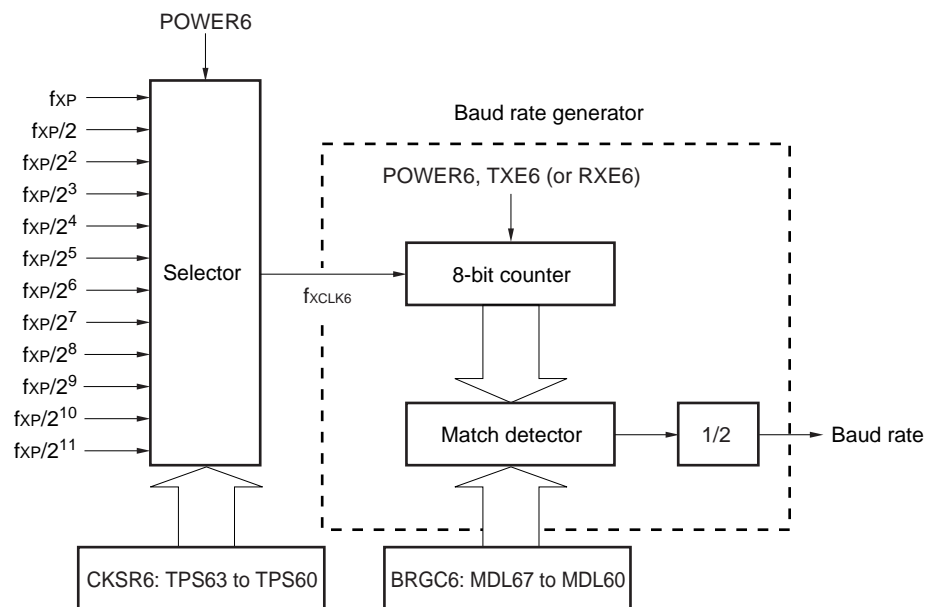 POWER6
fXP
fXP/2
fXP/2²
fXP/2³
fXP/2⁴
fXP/2⁵
fXP/2⁶
fXP/2⁷
fXP/2⁸
fXP/2⁹
fXP/2¹⁰
fXP/2¹¹
Selector
fXCLK6
Baud rate generator
POWER6, TXE6 (or RXE6)
8-bit counter
Match detector
1/2
Baud rate
CKSR6: TPS63 to TPS60
BRGC6: MDL67 to MDL60